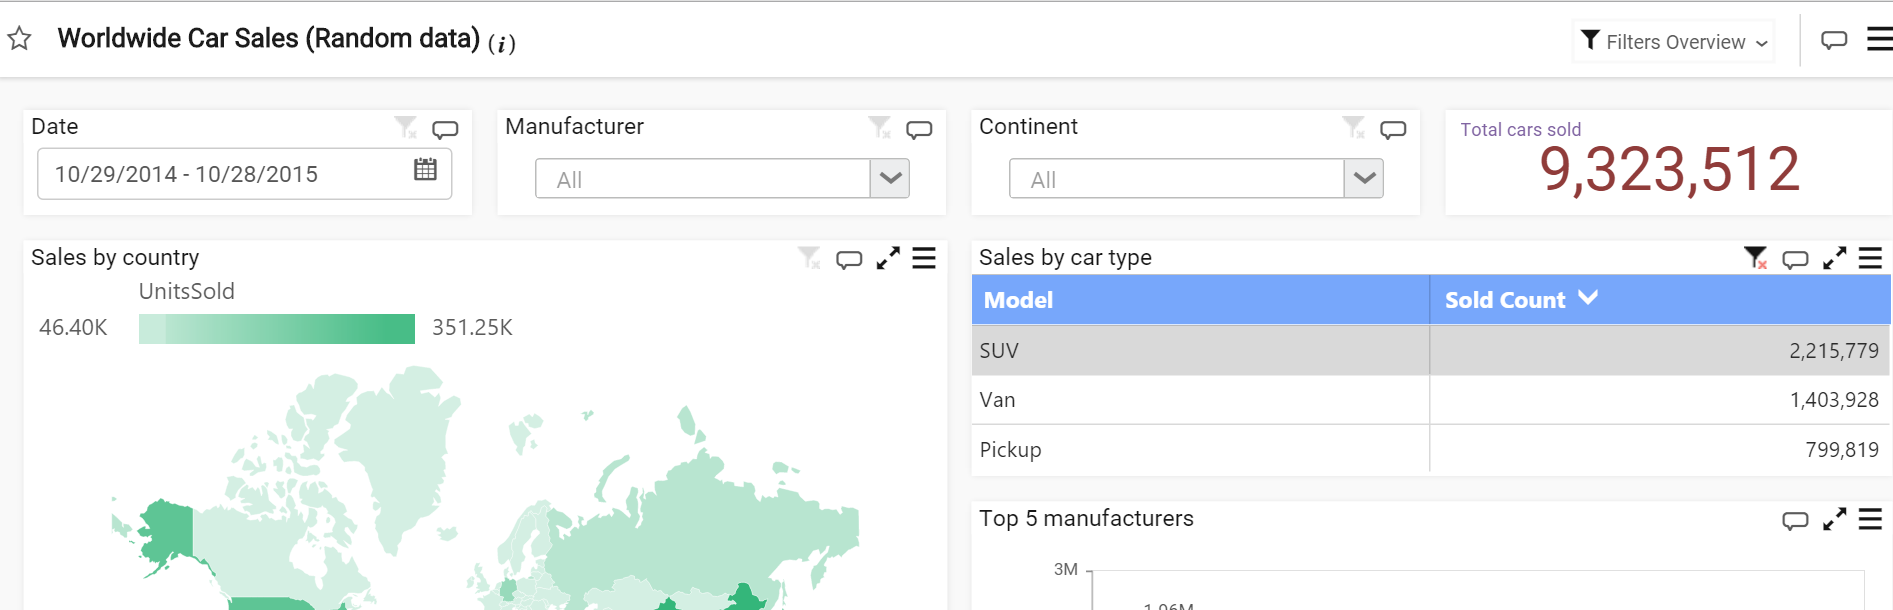 Worldwide Car Sales (Random data) (i)
Filters Overview
Date
10/29/2014 - 10/28/2015
Manufacturer
All
Continent
All
Total cars sold
9,323,512
Sales by country
UnitsSold
46.40K
351.25K
Sales by car type
Model Sold Count
SUV 2,215,779
Van 1,403,928
Pickup 799,819
Top 5 manufacturers
3M
1.06M